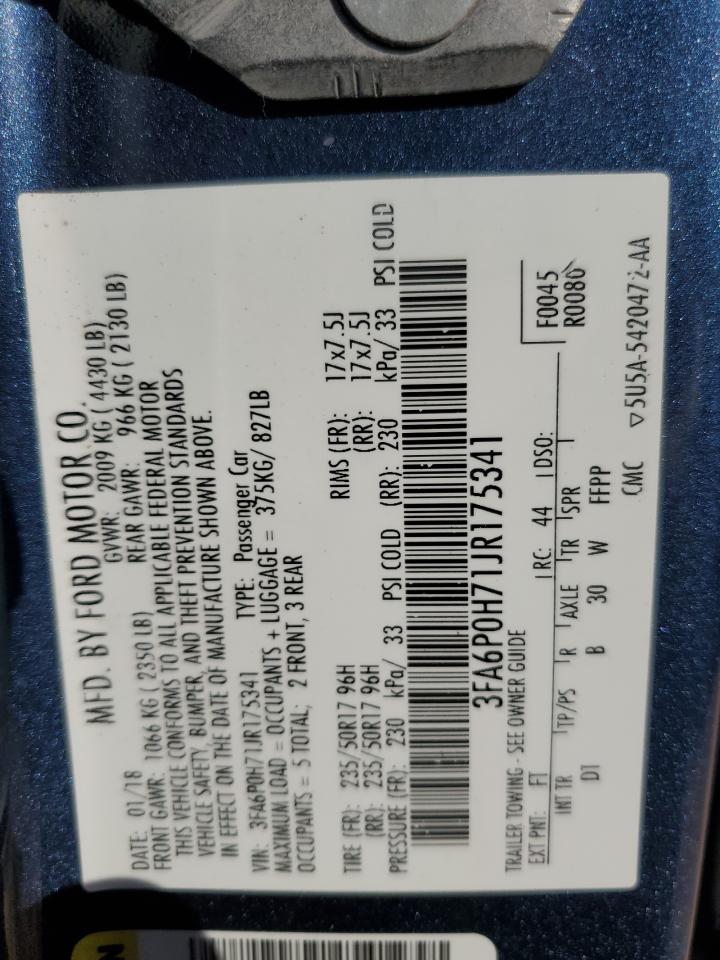 MFD. BY FORD MOTOR CO.
DATE: 01/18 GVWR: 2009 KG ( 4430 LB)
FRONT GAWR: 1066 KG ( 2350 LB) REAR GAWR: 966 KG ( 2130 LB)
THIS VEHICLE CONFORMS TO ALL APPLICABLE FEDERAL MOTOR
VEHICLE SAFETY, BUMPER, AND THEFT PREVENTION STANDARDS
IN EFFECT ON THE DATE OF MANUFACTURE SHOWN ABOVE.
VIN: 3FA6P0H71JR175341 TYPE: Passenger Car
MAXIMUM LOAD = OCCUPANTS + LUGGAGE = 375KG/ 827LB
OCCUPANTS = 5 TOTAL; 2 FRONT, 3 REAR
TIRE (FR): 235/50R17 96H RIMS (FR): 17x7.5J
(RR): 235/50R17 96H (RR): 17x7.5J
PRESSURE (FR): 230 kPa/ 33 PSI COLD (RR): 230 kPa/ 33 PSI COLD
3FA6P0H71JR175341
TRAILER TOWING - SEE OWNER GUIDE
F0045
R0080
EXT PNT: FT RC: 44 DSO:
INT TR TP/PS R AXLE TR SPR
DT B 30 W FFPP
CMC ▽5U5A-5420472-AA